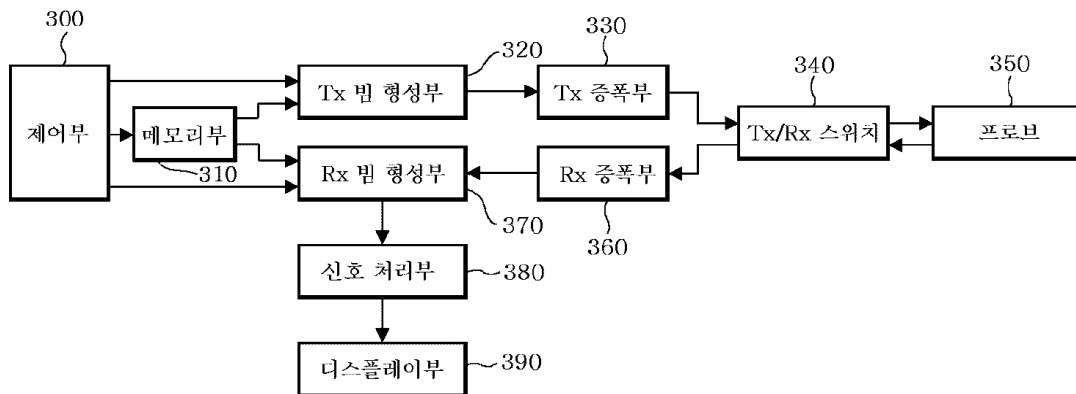 300
제어부
메모리부
310
320
Tx 빔 형성부
330
Tx 증폭부
340
Tx/Rx 스위치
350
프로브
Rx 증폭부
360
Rx 빔 형성부
370
신호 처리부
380
디스플레이부
390